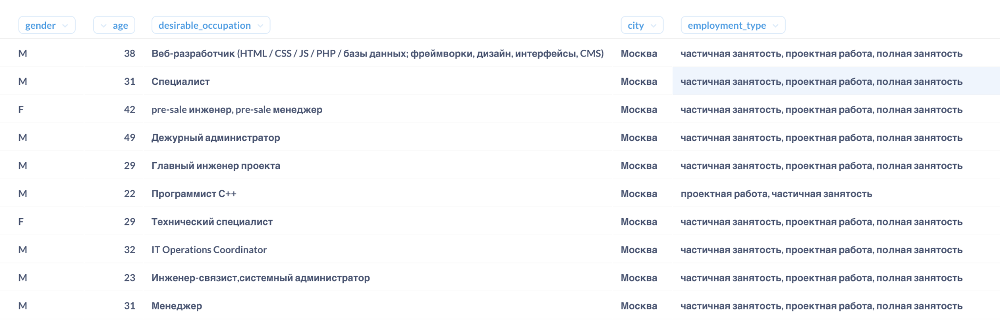 gender age desirable_occupation city employment_type
M 38 Веб-разработчик (HTML / CSS / JS / PHP / базы данных; фреймворки, дизайн, интерфейсы, CMS) Москва частичная занятость, проектная работа, полная занятость
M 31 Специалист Москва частичная занятость, проектная работа, полная занятость
F 42 pre-sale инженер, pre-sale менеджер Москва частичная занятость, проектная работа, полная занятость
M 49 Дежурный администратор Москва частичная занятость, проектная работа, полная занятость
M 29 Главный инженер проекта Москва частичная занятость, проектная работа, полная занятость
M 22 Программист С++ Москва проектная работа, частичная занятость
F 29 Технический специалист Москва частичная занятость, проектная работа, полная занятость
M 32 IT Operations Coordinator Москва частичная занятость, проектная работа, полная занятость
M 23 Инженер-связист,системный администратор Москва частичная занятость, проектная работа, полная занятость
M 31 Менеджер Москва частичная занятость, проектная работа, полная занятость